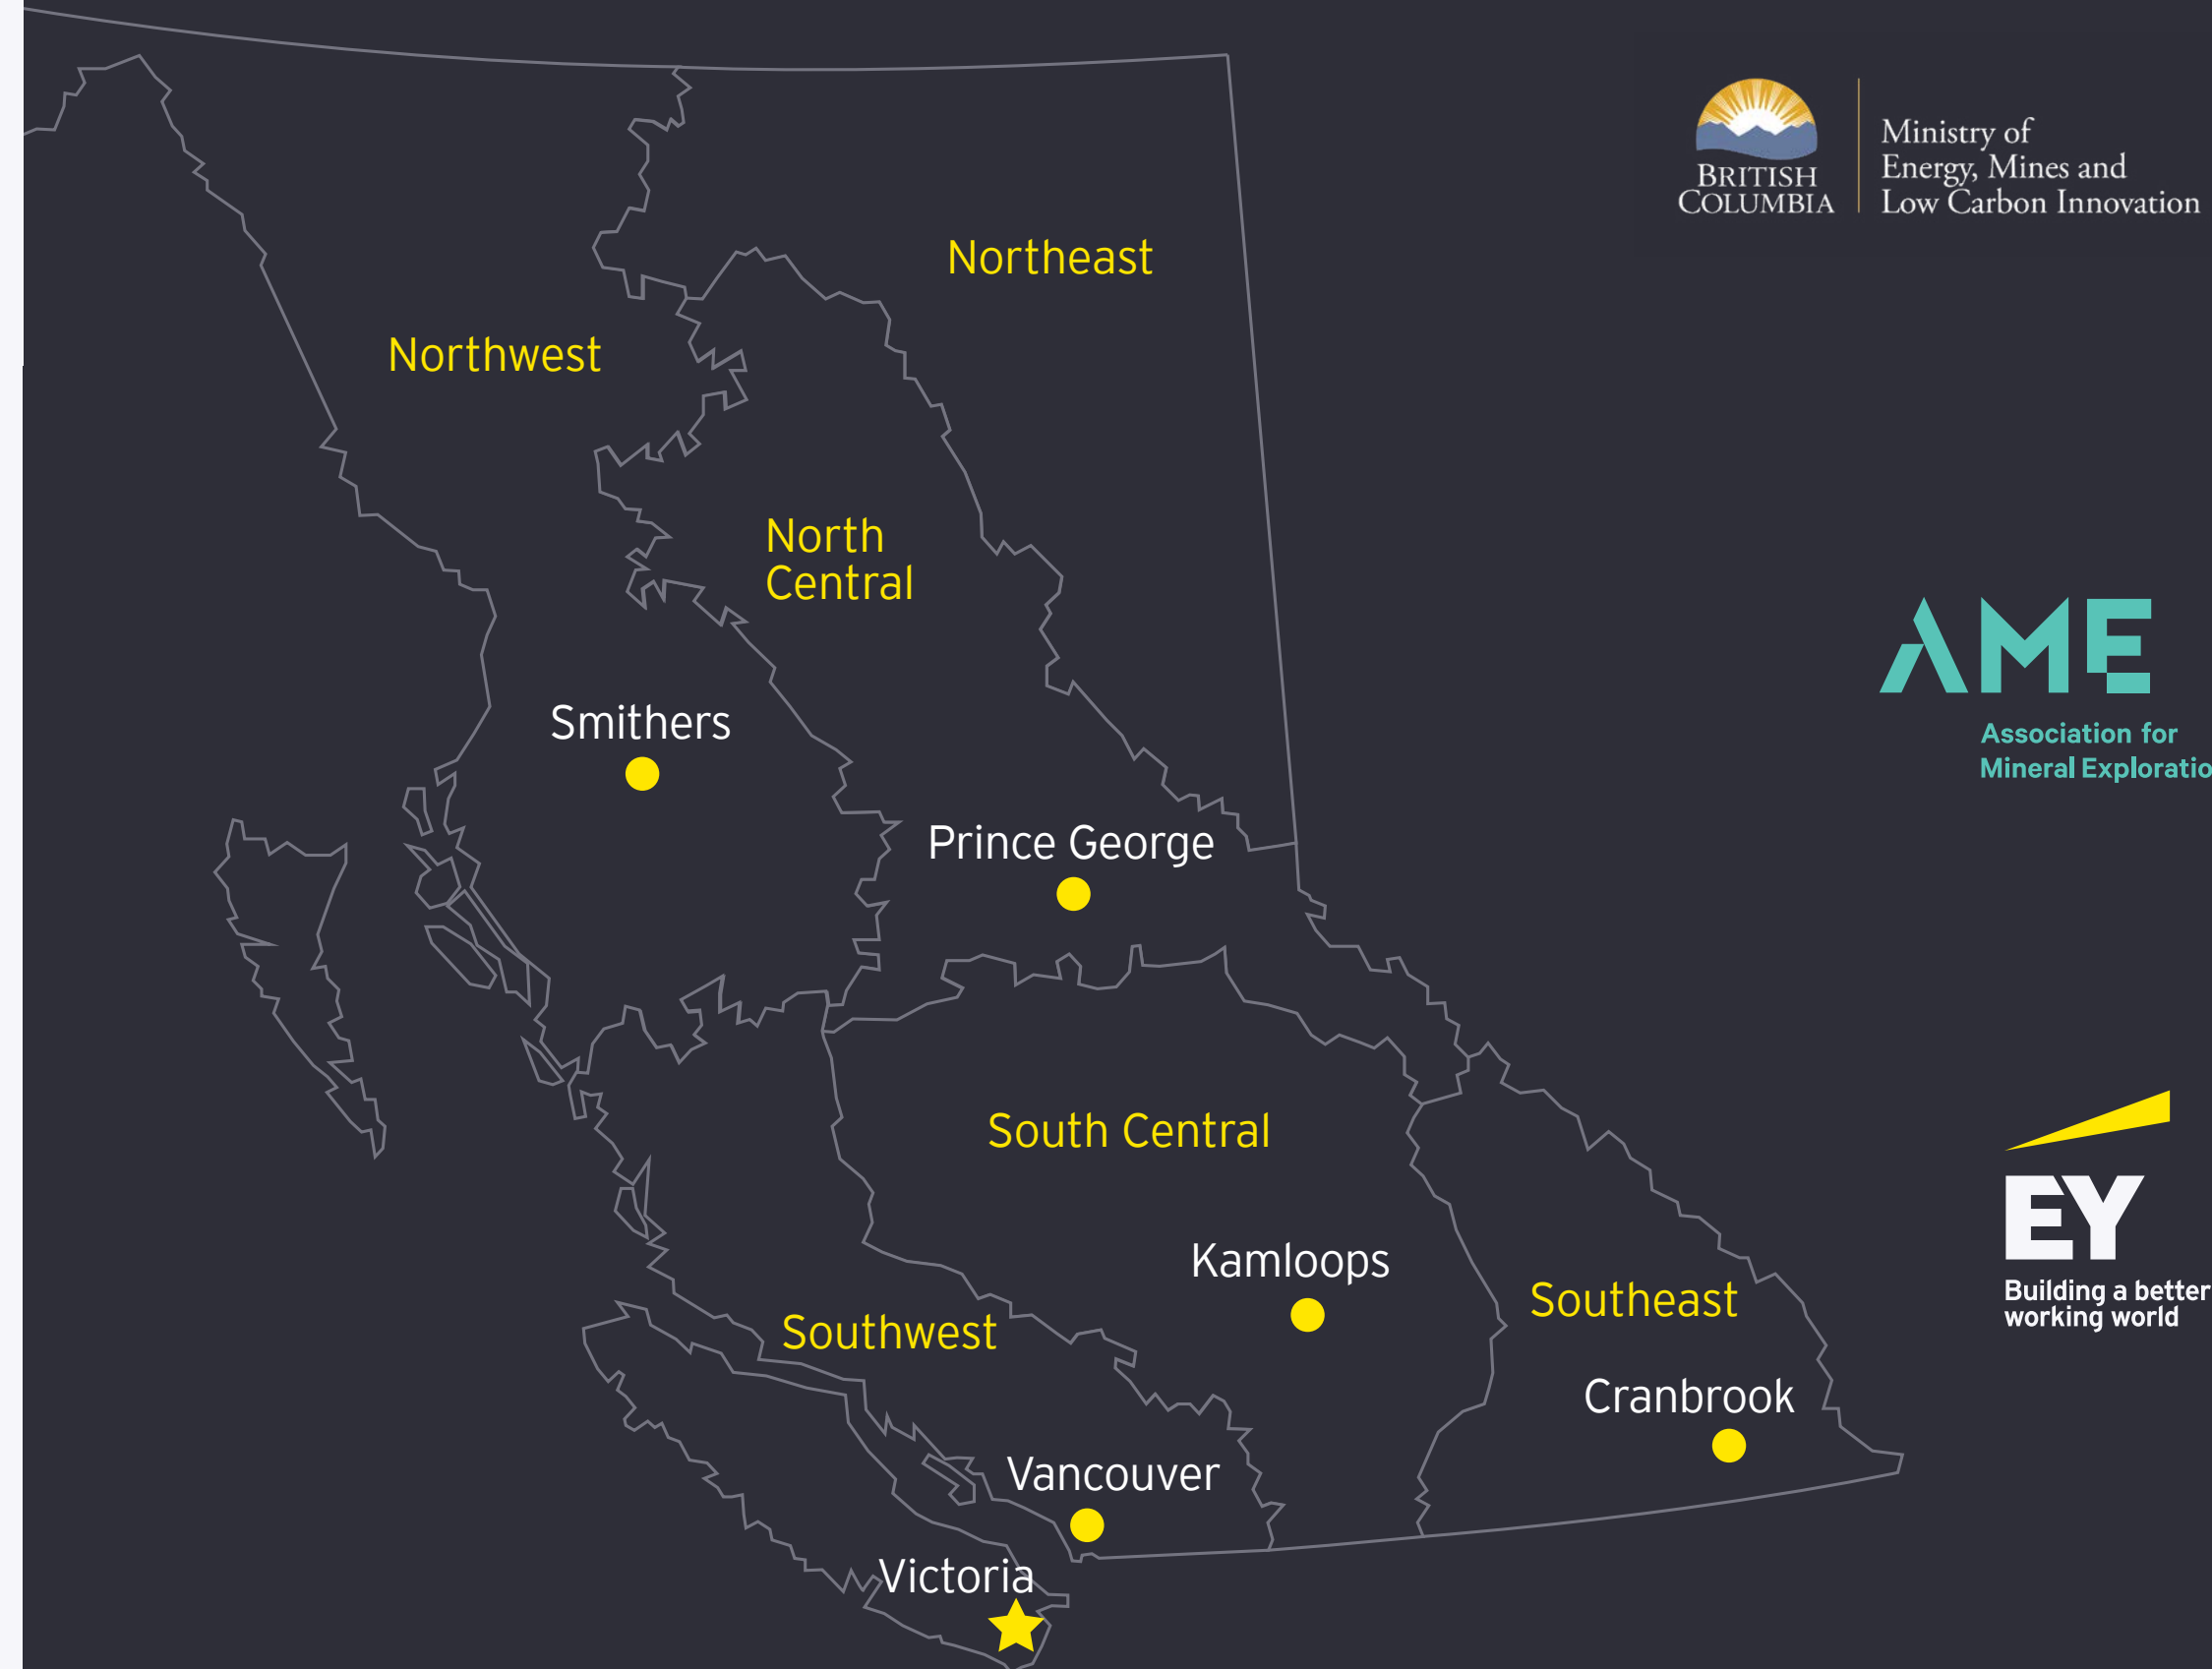 BRITISH
COLUMBIA
Ministry of
Energy, Mines and
Low Carbon Innovation
Northeast
Northwest
North
Central
Smithers
Association for
Mineral Exploratio
AME
Prince George
South Central
Kamloops
Southeast
Southwest
EY
Building a better
working world
Cranbrook
Vancouver
Victoria